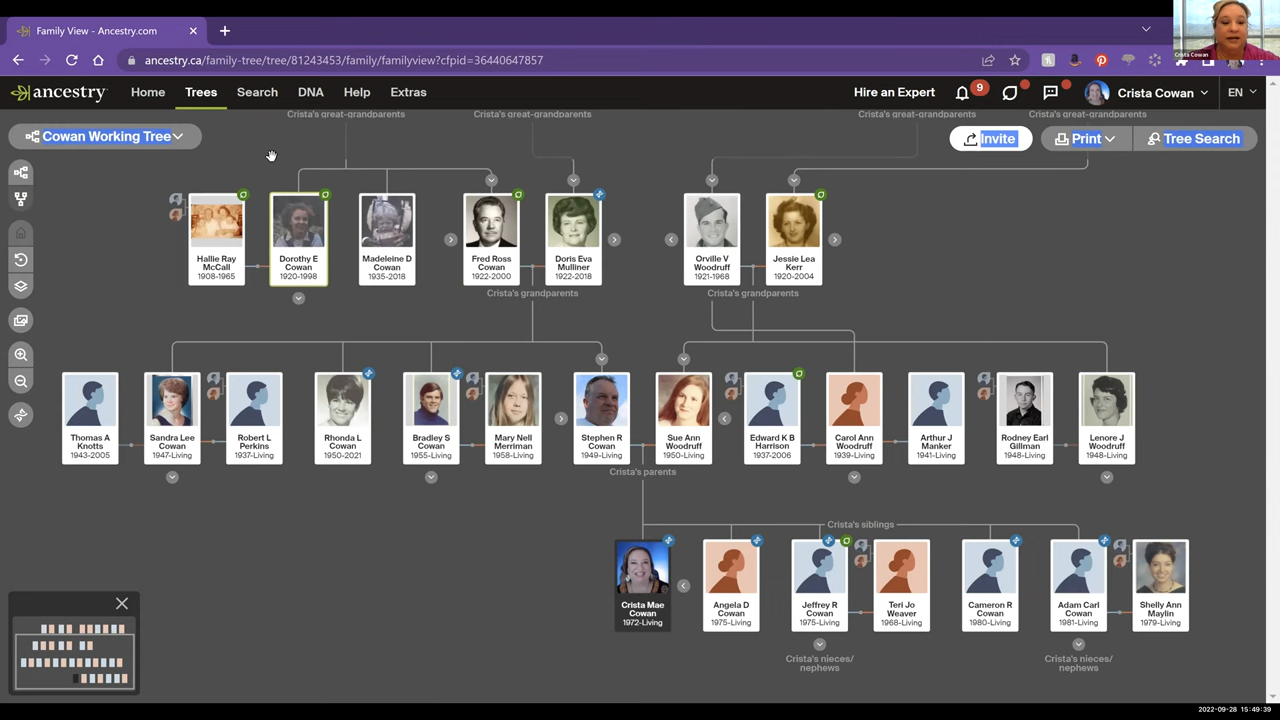 Family View - Ancestry.com
ancestry.ca/family-tree/tree/81243453/family/familyview?cfpid=36440647857
Crista Cowan
ancestry
Home
Trees
Search
DNA
Help
Extras
Hire an Expert
9
Crista Cowan
EN
Crista's great-grandparents
Crista's great-grandparents
Crista's great-grandparents
Crista's great-grandparents
Cowan Working Tree
Invite
Print
Tree Search
Hallie Ray
McCall
1908-1965
Dorothy E
Cowan
1920-1998
Madeleine D
Cowan
1935-2018
Fred Ross
Cowan
1922-2000
Doris Eva
Mulliner
1922-2018
Orville V
Woodruff
1921-1968
Jessie Lea
Kerr
1920-2004
Crista's grandparents
Crista's grandparents
Thomas A
Knotts
1943-2005
Sandra Lee
Cowan
1947-Living
Robert L
Perkins
1937-Living
Rhonda L
Cowan
1950-2021
Bradley S
Cowan
1955-Living
Mary Nell
Merriman
1958-Living
Stephen R
Cowan
1949-Living
Sue Ann
Woodruff
1950-Living
Edward K B
Harrison
1937-2006
Carol Ann
Woodruff
1939-Living
Arthur J
Manker
1941-Living
Rodney Earl
Gillman
1948-Living
Lenore J
Woodruff
1948-Living
Crista's parents
Crista's siblings
Crista Mae
Cowan
1972-Living
Angela D
Cowan
1975-Living
Jeffrey R
Cowan
1975-Living
Teri Jo
Weaver
1968-Living
Cameron R
Cowan
1980-Living
Adam Carl
Cowan
1981-Living
Shelly Ann
Maylin
1979-Living
Crista's nieces/
nephews
Crista's nieces/
nephews
2022-09-28 15:49:39